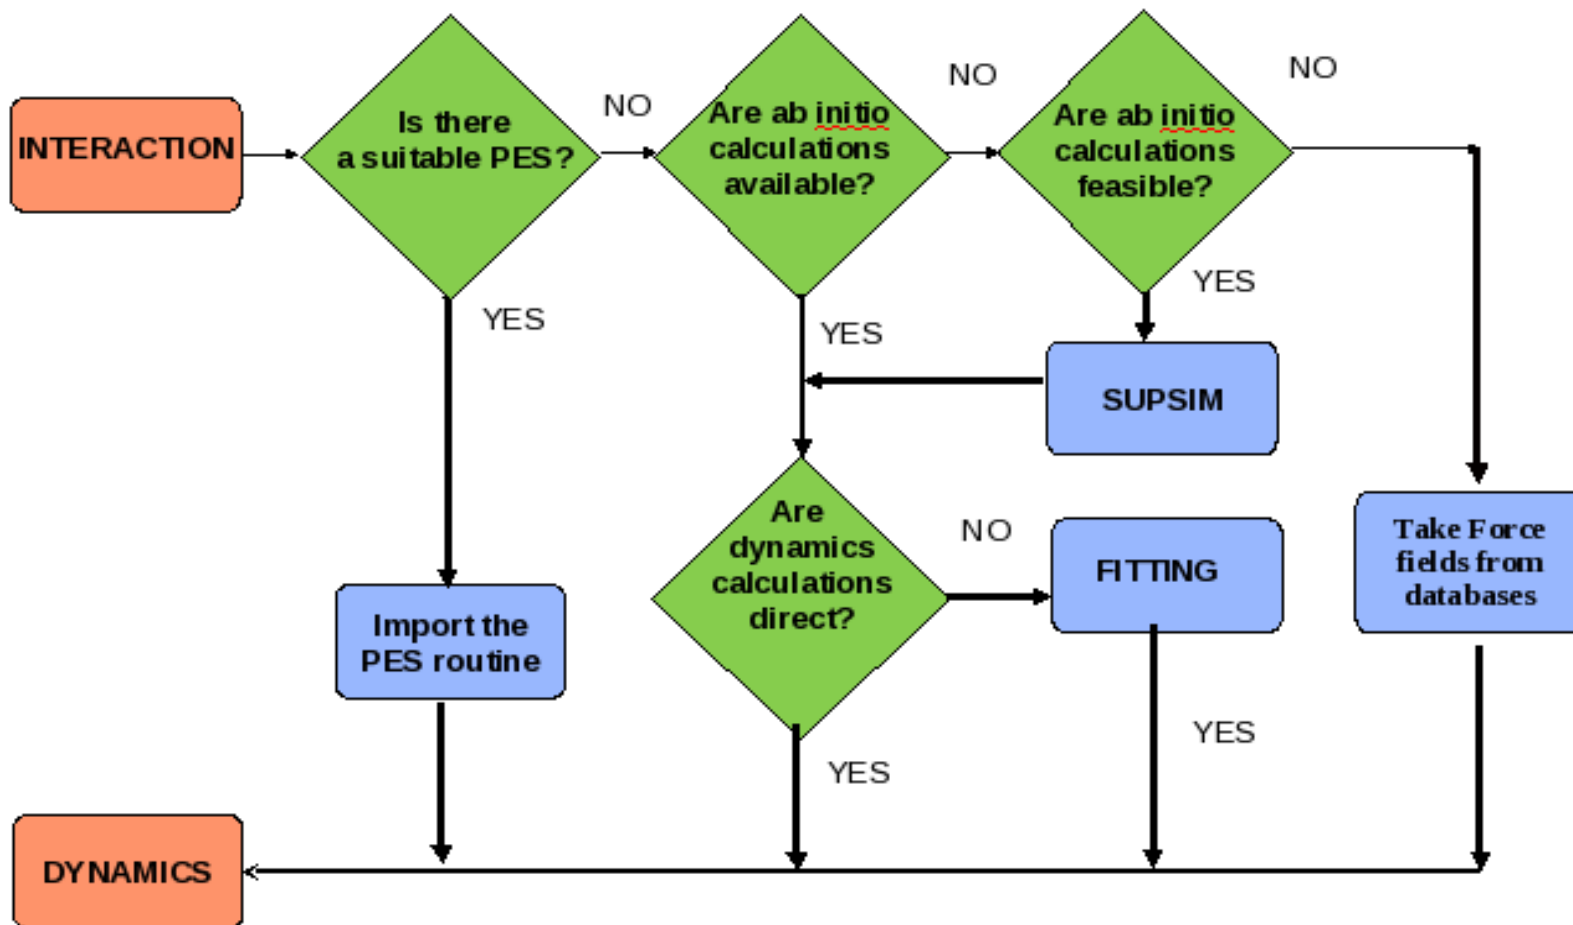 INTERACTION
Is there
a suitable PES?
NO
Are ab initio
calculations
available?
NO
Are ab initio
calculations
feasible?
NO
YES
YES
YES
SUPSIM
Are
dynamics
calculations
direct?
NO
FITTING
Take Force
fields from
databases
Import the
PES routine
YES
YES
DYNAMICS